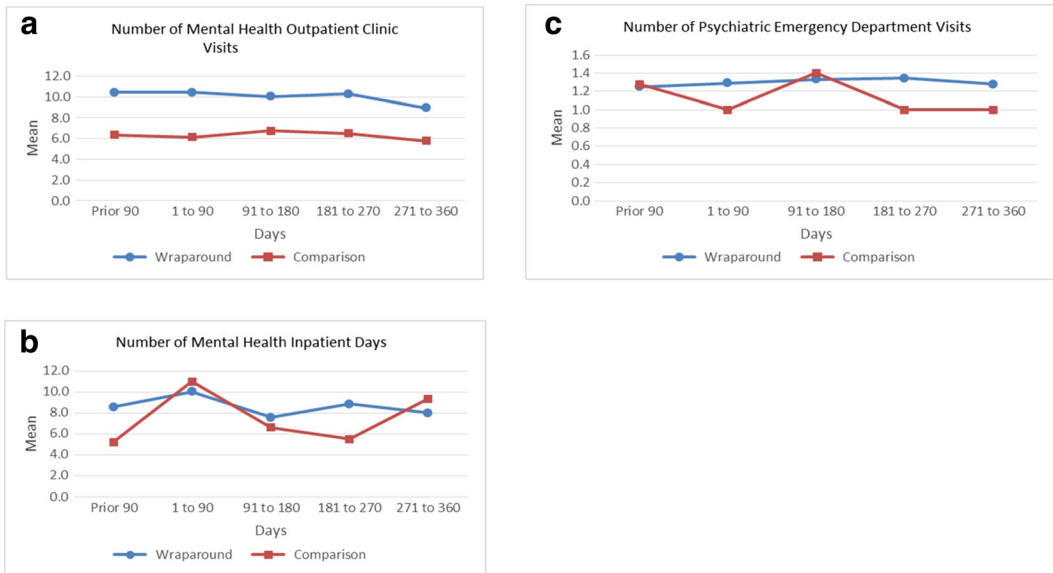 a
Number of Mental Health Outpatient Clinic
Visits
12.0
10.0
8.0
6.0
4.0
2.0
0.0
Mean
Prior 90 1 to 90 91 to 180 181 to 270 271 to 360
Days
Wraparound Comparison
c
Number of Psychiatric Emergency Department Visits
1.6
1.4
1.2
1.0
0.8
0.6
0.4
0.2
0.0
Mean
Prior 90 1 to 90 91 to 180 181 to 270 271 to 360
Days
Wraparound Comparison
b
Number of Mental Health Inpatient Days
12.0
10.0
8.0
6.0
4.0
2.0
0.0
Mean
Prior 90 1 to 90 91 to 180 181 to 270 271 to 360
Days
Wraparound Comparison